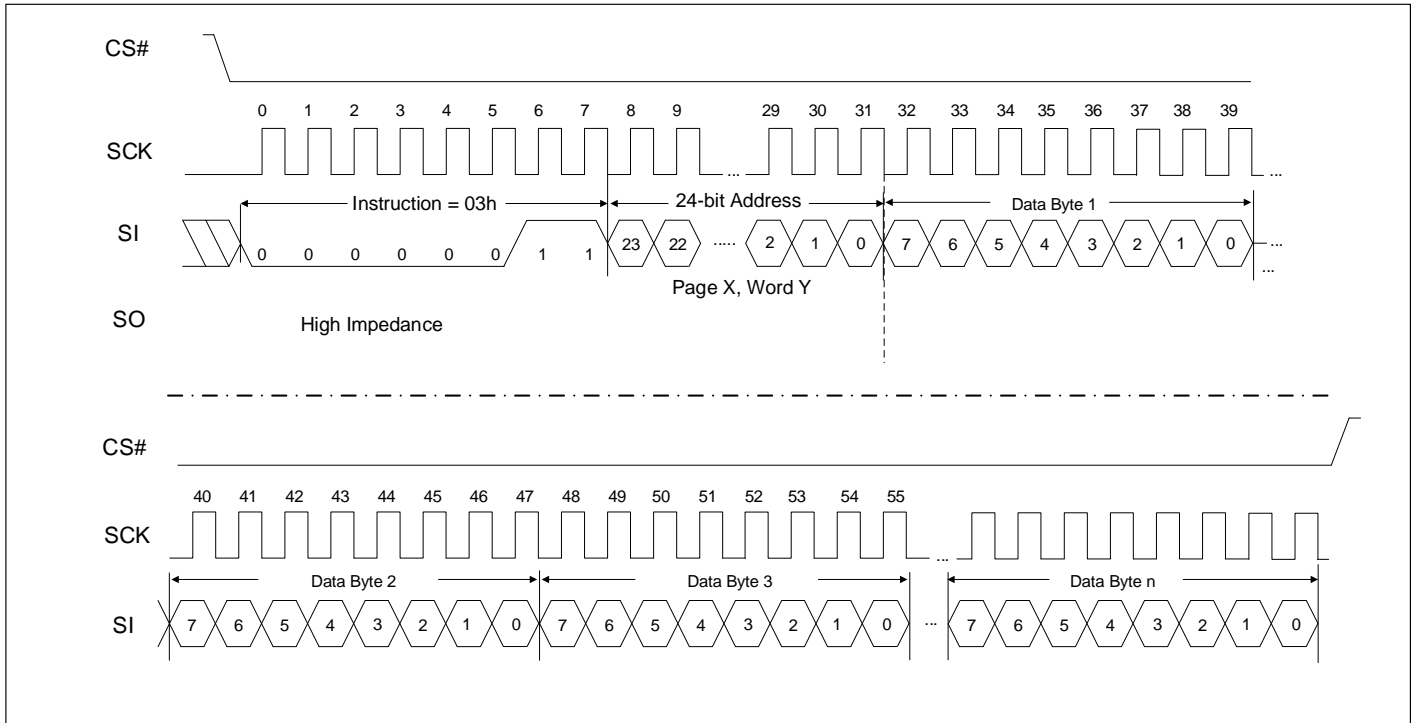 CS#
0 1 2 3 4 5 6 7 8 9 29 30 31 32 33 34 35 36 37 38 39
SCK
... ...
Instruction = 03h 24-bit Address Data Byte 1
SI
0 0 0 0 0 0 1 1 23 22 ..... 2 1 0 7 6 5 4 3 2 1 0 ...
...
Page X, Word Y
SO
High Impedance
CS#
40 41 42 43 44 45 46 47 48 49 50 51 52 53 54 55
SCK
...
Data Byte 2 Data Byte 3 Data Byte n
SI
7 6 5 4 3 2 1 0 7 6 5 4 3 2 1 0 ... 7 6 5 4 3 2 1 0